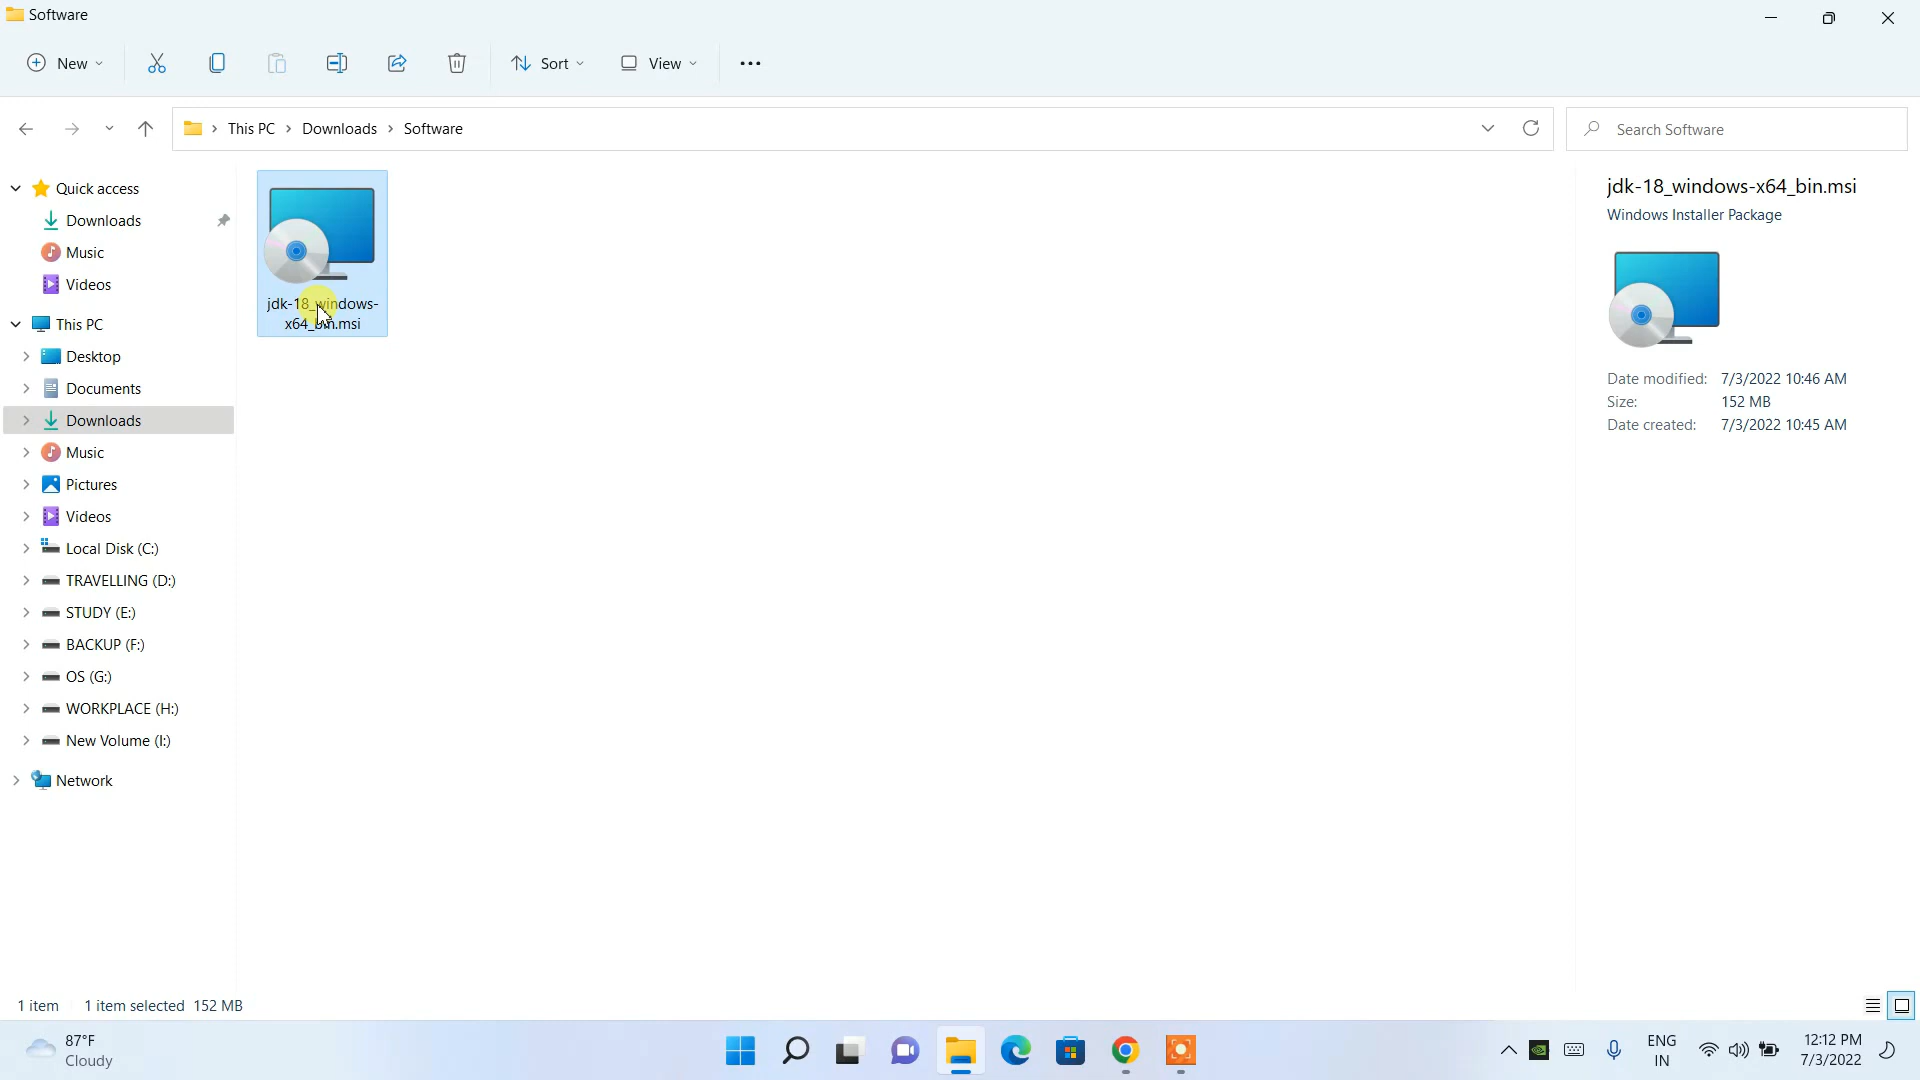 Software
New
Sort
View
This PC
Downloads
Software
Search Software
Quick access
Downloads
Music
Videos
This PC
Desktop
Documents
Downloads
Music
Pictures
Videos
Local Disk (C:)
TRAVELLING (D:)
STUDY (E:)
BACKUP (F:)
OS (G:)
WORKPLACE (H:)
New Volume (I:)
Network
jdk-18_windows-
x64_bin.msi
jdk-18_windows-x64_bin.msi
Windows Installer Package
Date modified: 7/3/2022 10:46 AM
Size: 152 MB
Date created: 7/3/2022 10:45 AM
1 item 1 item selected 152 MB
87°F
Cloudy
ENG
IN
12:12 PM
7/3/2022